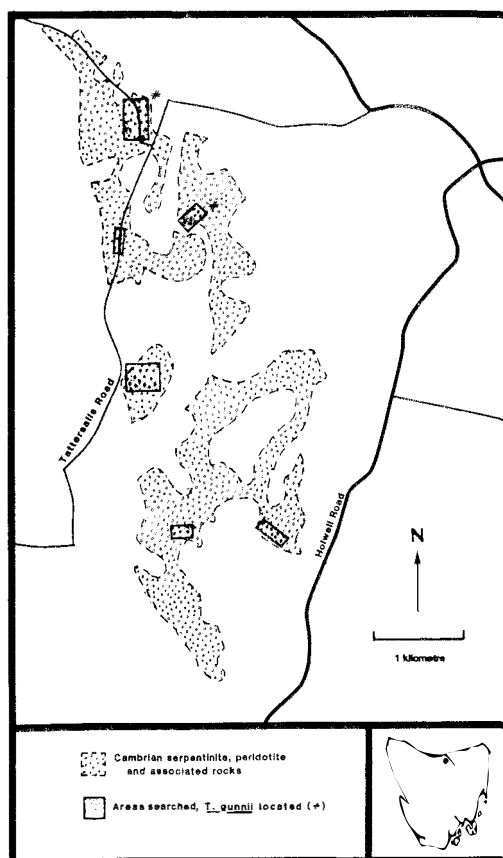 Tattersalls Road
Holwell Road
N
1 kilometre
Cambrian serpentinite, peridotite
and associated rocks
Areas searched, T. gunnii located (*)